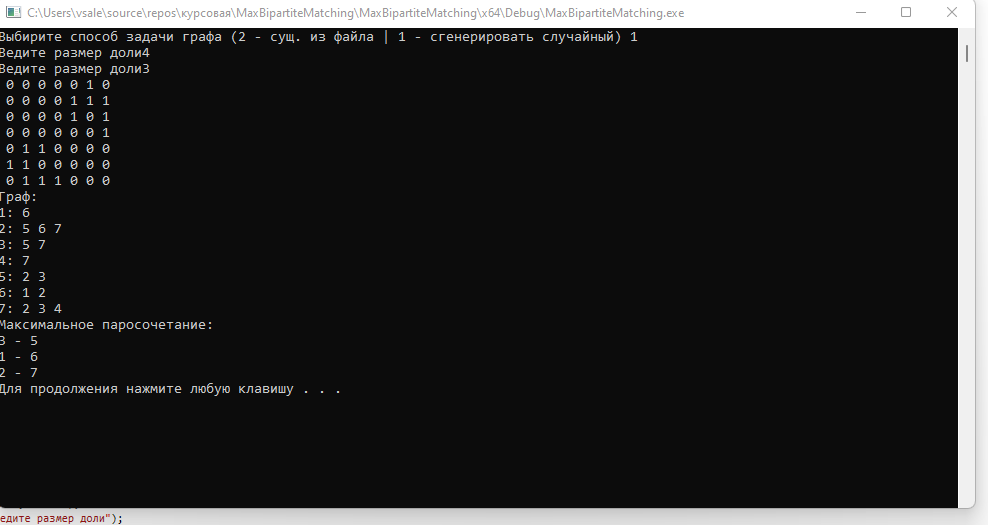 C:\Users\vsale\source\repos\курсовая\MaxBipartiteMatching\MaxBipartiteMatching\x64\Debug\MaxBipartiteMatching.exe
Выбирите способ задачи графа (2 - сущ. из файла | 1 - сгенерировать случайный) 1
Ведите размер доли4
Ведите размер доли3
0 0 0 0 0 1 0
0 0 0 0 1 1 1
0 0 0 0 1 0 1
0 0 0 0 0 0 1
0 1 1 0 0 0 0
1 1 0 0 0 0 0
0 1 1 1 0 0 0
Граф:
1: 6
2: 5 6 7
3: 5 7
4: 7
5: 2 3
6: 1 2
7: 2 3 4
Максимальное паросочетание:
3 - 5
1 - 6
2 - 7
Для продолжения нажмите любую клавишу . . .
едите размер доли");